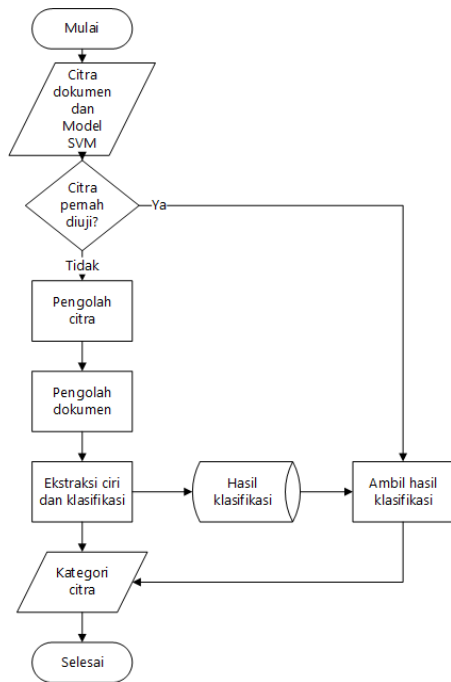 Mulai
Citra
dokumen
dan
Model
SVM
Citra
pernah
diuji?
Ya
Tidak
Pengolah
citra
Pengolah
dokumen
Ekstraksi ciri
dan klasifikasi
Hasil
klasifikasi
Ambil hasil
klasifikasi
Kategori
citra
Selesai